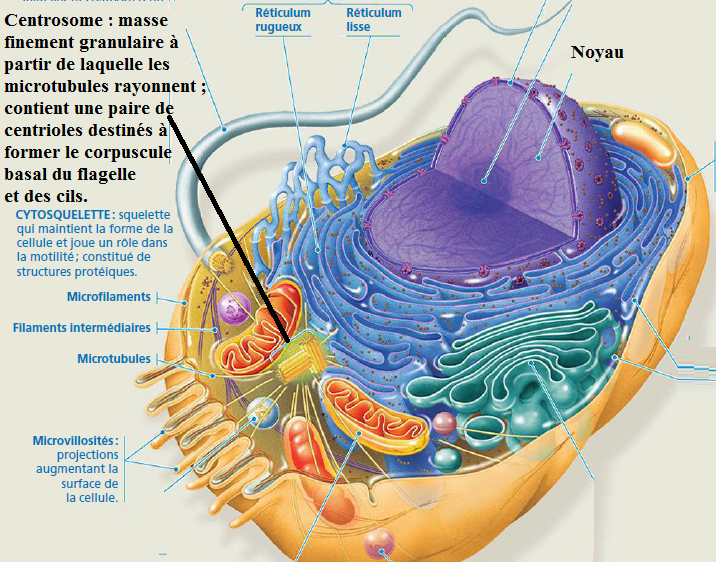 Centrosome : masse
finement granulaire à
partir de laquelle les
microtubules rayonnent ;
contient une paire de
centrioles destinés à
former le corpuscule
basal du flagelle
et des cils.
Réticulum
rugueux
Réticulum
lisse
Noyau
CYTOSQUELETTE : squelette
qui maintient la forme de la
cellule et joue un rôle dans
la motilité; constitué de
structures protéiques.
Microfilaments
Filaments intermédiaires
Microtubules
Microvillosités :
projections
augmentant la
surface de
la cellule.